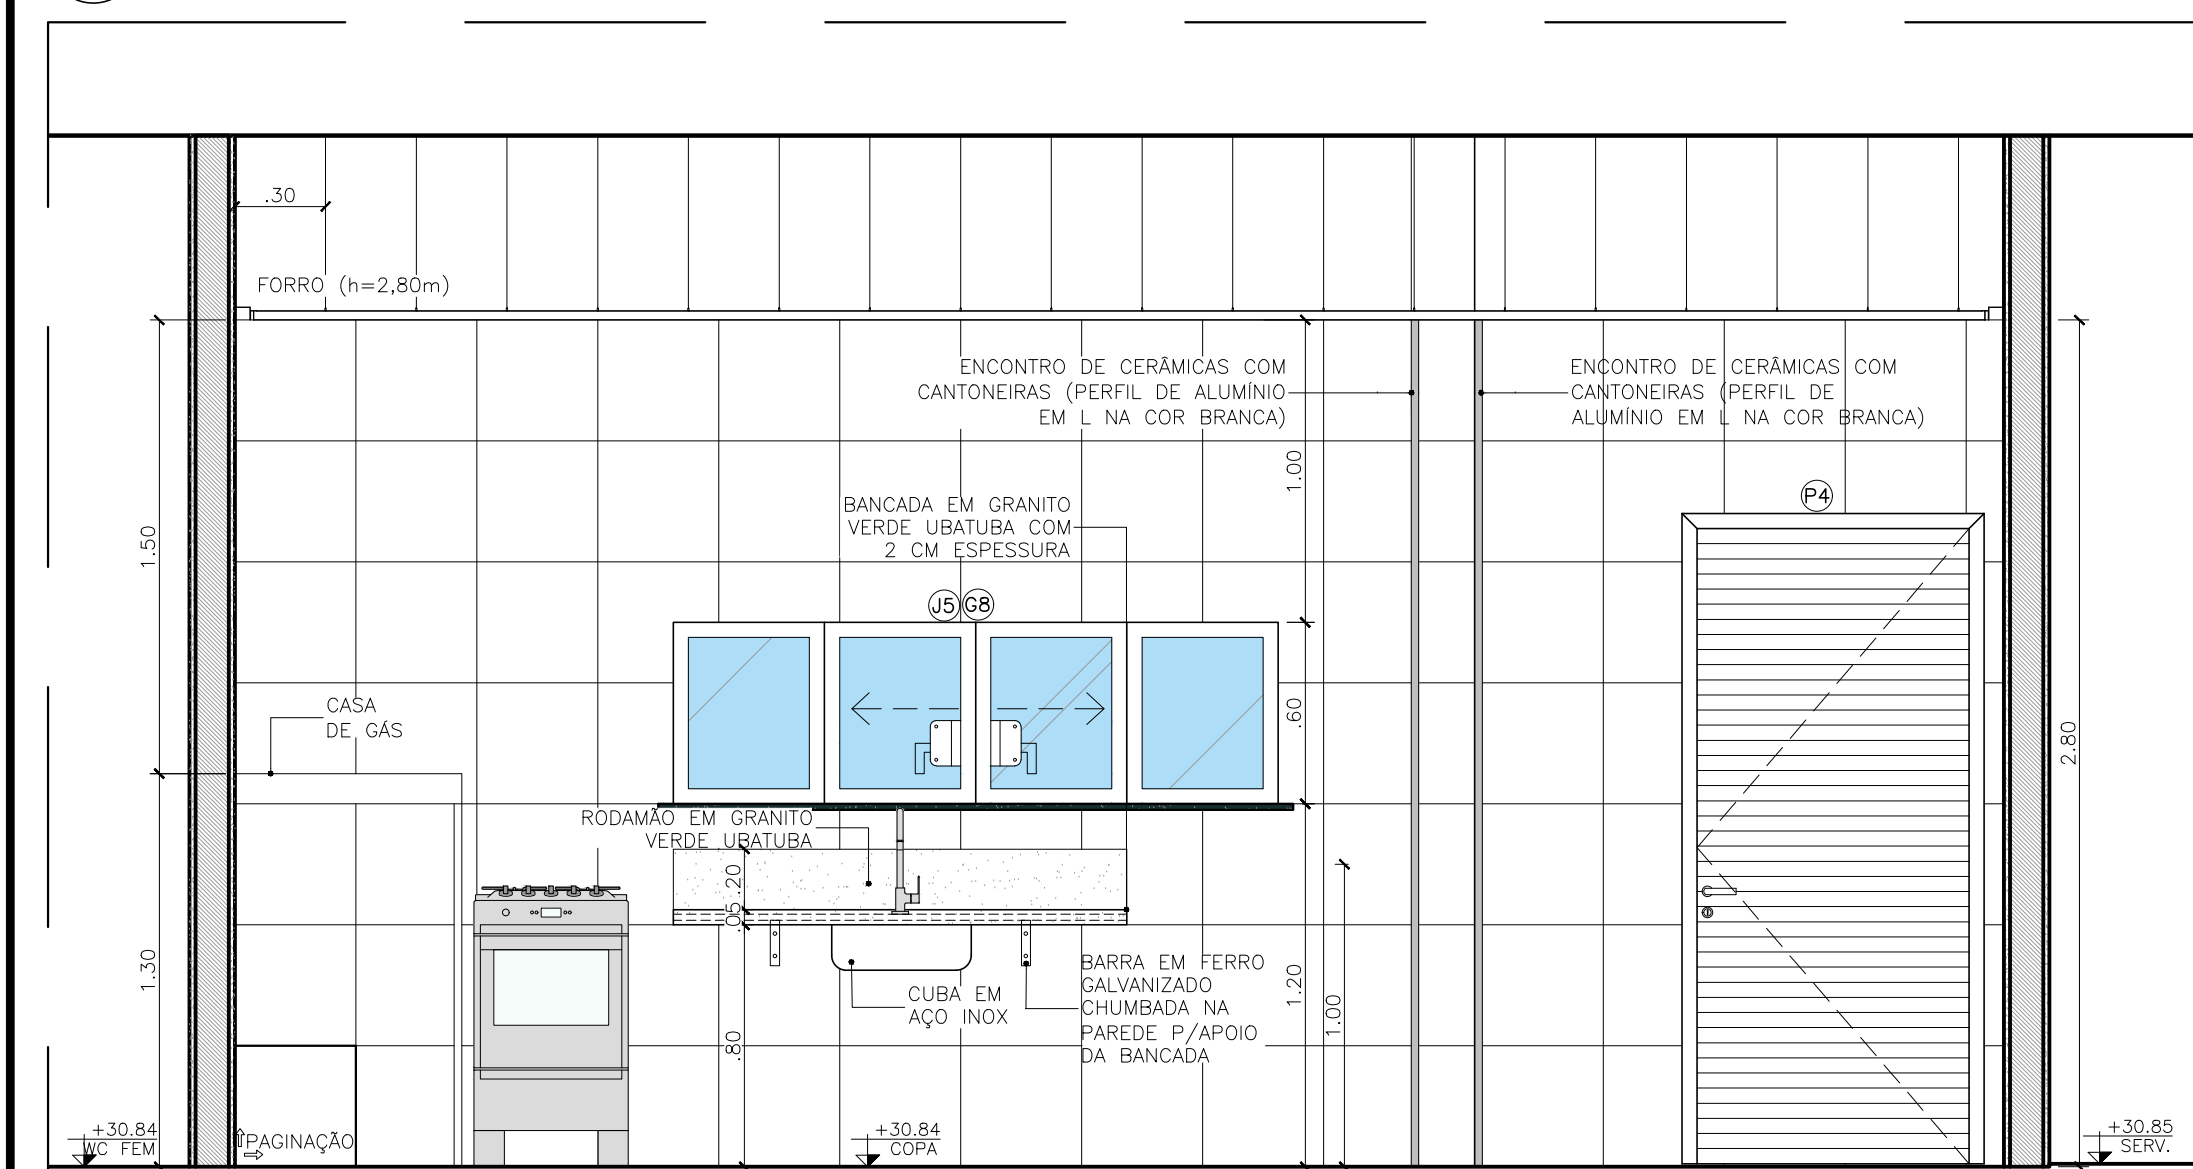 .30
FORRO (h=2,80m)
ENCONTRO DE CERÂMICAS COM
CANTONEIRAS (PERFIL DE ALUMÍNIO
EM L NA COR BRANCA)
ENCONTRO DE CERÂMICAS COM
CANTONEIRAS (PERFIL DE
ALUMÍNIO EM L NA COR BRANCA)
1.00
BANCADA EM GRANITO
VERDE UBATUBA COM
2 CM ESPESSURA
P4
1.50
J5 G8
CASA
DE GÁS
.60
2.80
RODAMÃO EM GRANITO
VERDE UBATUBA
.20
.05
1.30
BARRA EM FERRO
GALVANIZADO
CHUMBADA NA
PAREDE P/APOIO
DA BANCADA
CUBA EM
AÇO INOX
1.20
1.00
.80
+30.84
WC FEM
PAGINAÇÃO
+30.84
COPA
+30.85
SERV.